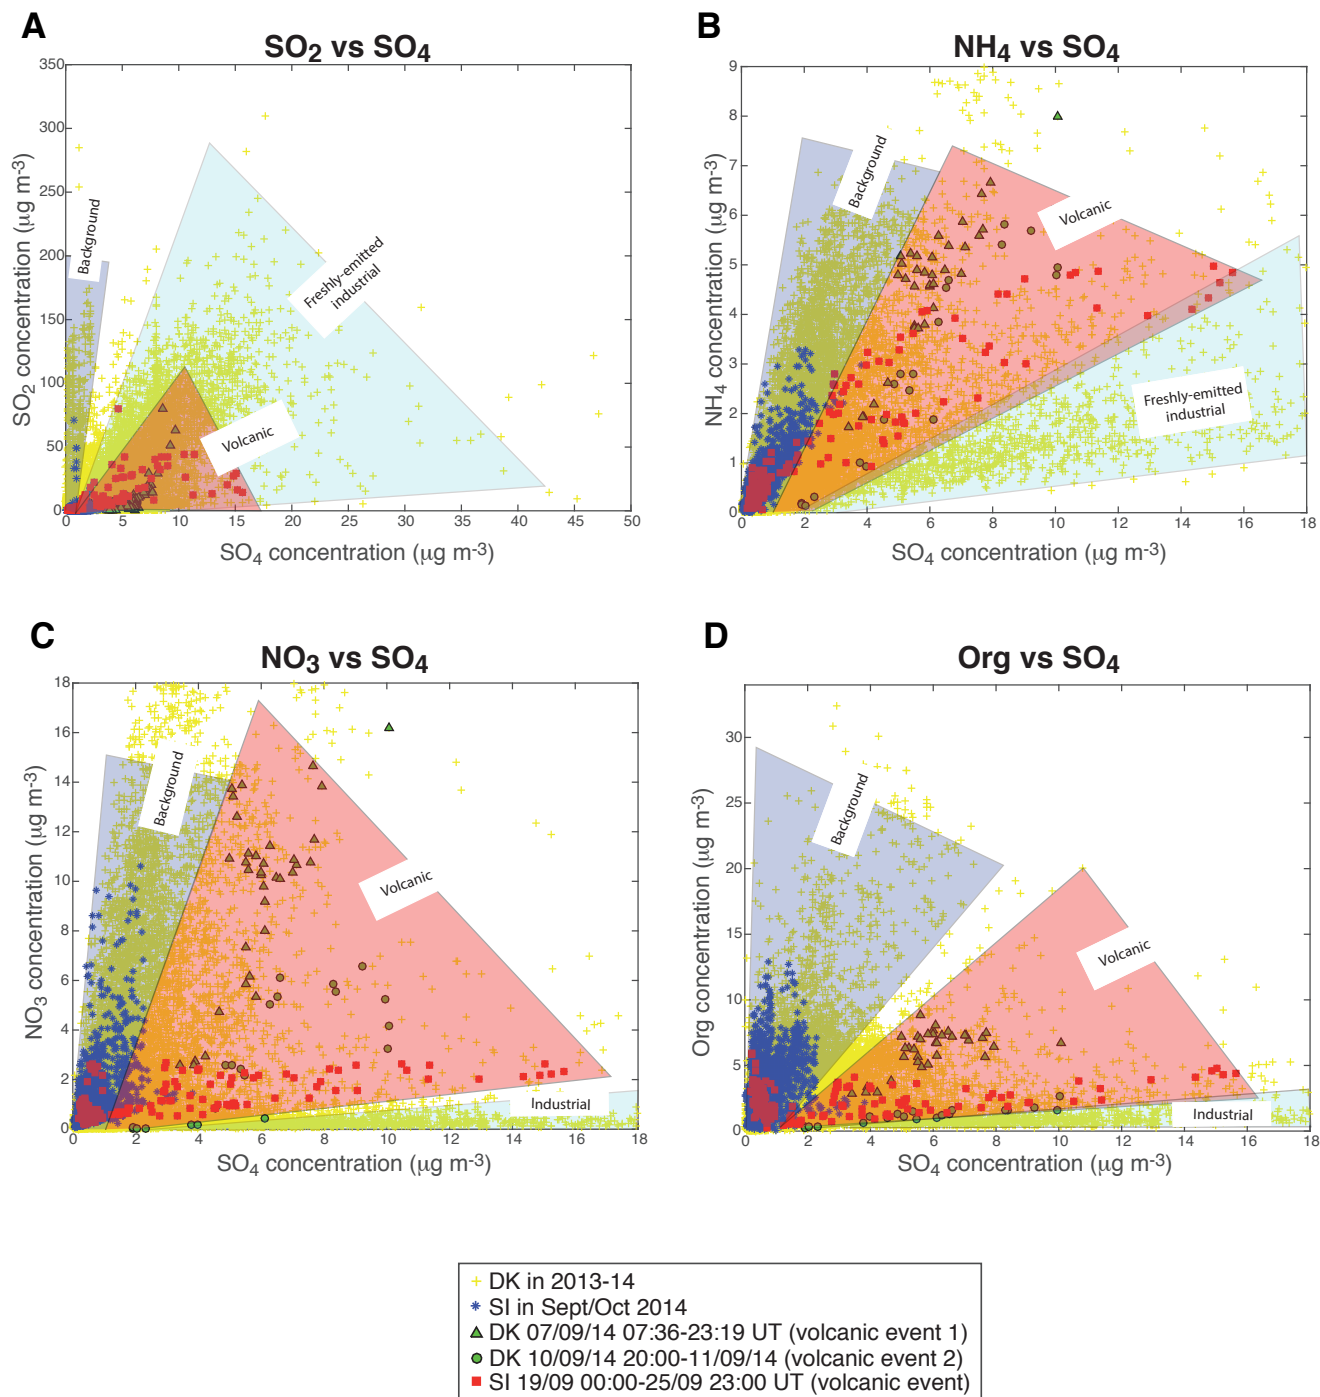 A
SO2 vs SO4
350
300
250
200
150
100
50
0
0 5 10 15 20 25 30 35 40 45 50
SO2 concentration (µg m-3)
SO4 concentration (µg m-3)
Background
Freshly-emitted
industrial
Volcanic
B
NH4 vs SO4
9
8
7
6
5
4
3
2
1
0
0 2 4 6 8 10 12 14 16 18
NH4 concentration (µg m-3)
SO4 concentration (µg m-3)
Background
Volcanic
Freshly-emitted
industrial
C
NO3 vs SO4
18
16
14
12
10
8
6
4
2
0
0 2 4 6 8 10 12 14 16 18
NO3 concentration (µg m-3)
SO4 concentration (µg m-3)
Background
Volcanic
Industrial
D
Org vs SO4
30
25
20
15
10
5
0
0 2 4 6 8 10 12 14 16 18
Org concentration (µg m-3)
SO4 concentration (µg m-3)
Background
Volcanic
Industrial
DK in 2013-14
SI in Sept/Oct 2014
DK 07/09/14 07:36-23:19 UT (volcanic event 1)
DK 10/09/14 20:00-11/09/14 (volcanic event 2)
SI 19/09 00:00-25/09 23:00 UT (volcanic event)